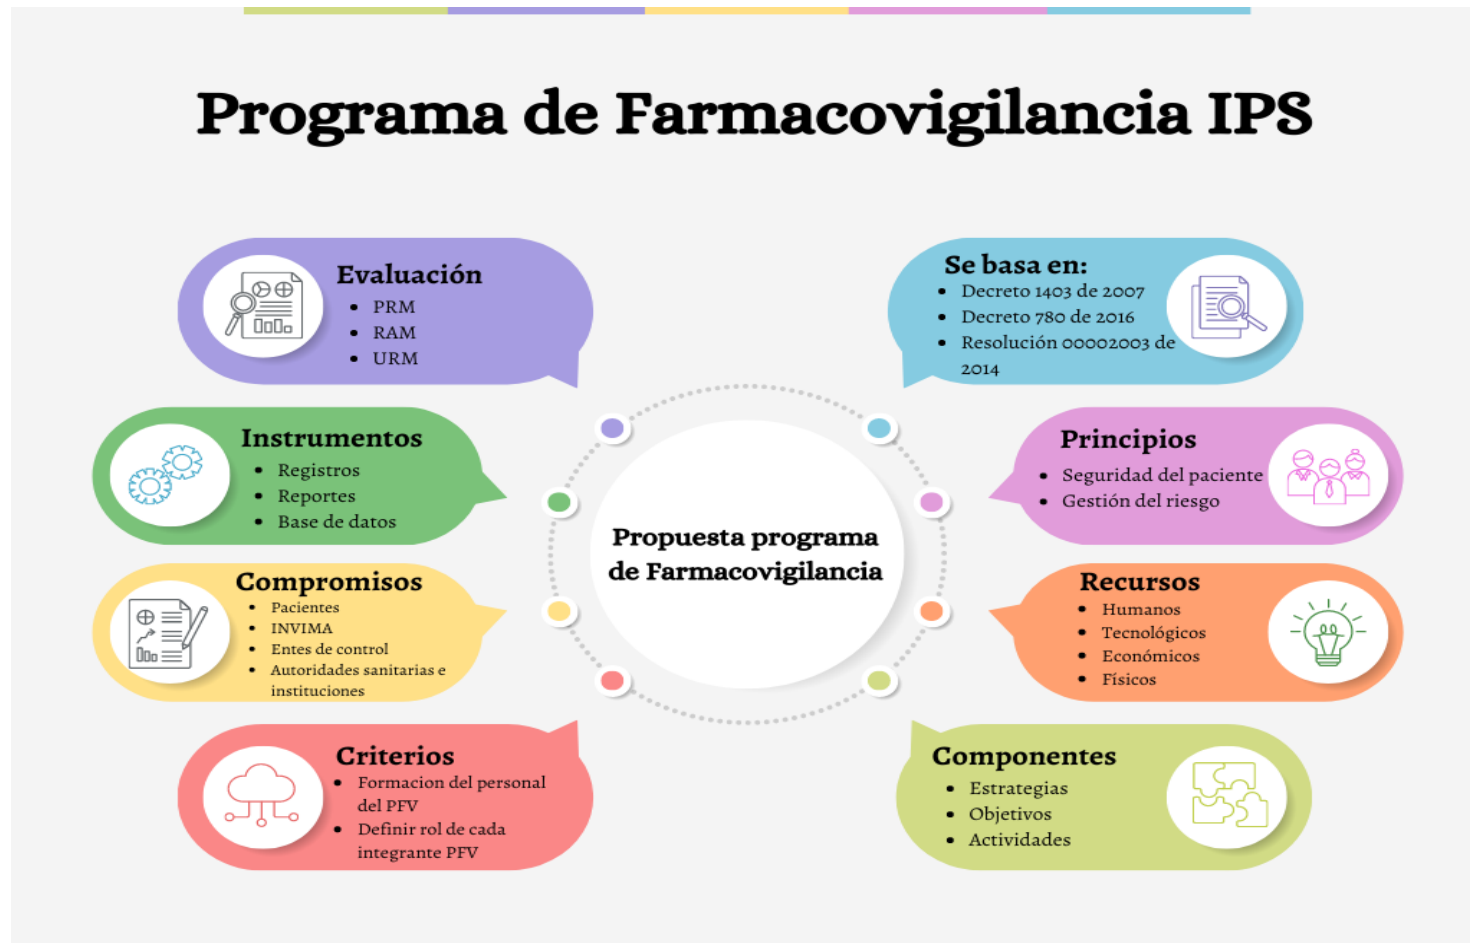 Programa de Farmacovigilancia IPS
Evaluación
• PRM
• RAM
• URM
Se basa en:
• Decreto 1403 de 2007
• Decreto 780 de 2016
• Resolución 00002003 de
2014
Instrumentos
• Registros
• Reportes
• Base de datos
Principios
• Seguridad del paciente
• Gestión del riesgo
Propuesta programa
de Farmacovigilancia
Compromisos
• Pacientes
• INVIMA
• Entes de control
• Autoridades sanitarias e
instituciones
Recursos
• Humanos
• Tecnológicos
• Económicos
• Físicos
Criterios
• Formacion del personal
del PFV
• Definir rol de cada
integrante PFV
Componentes
• Estrategias
• Objetivos
• Actividades